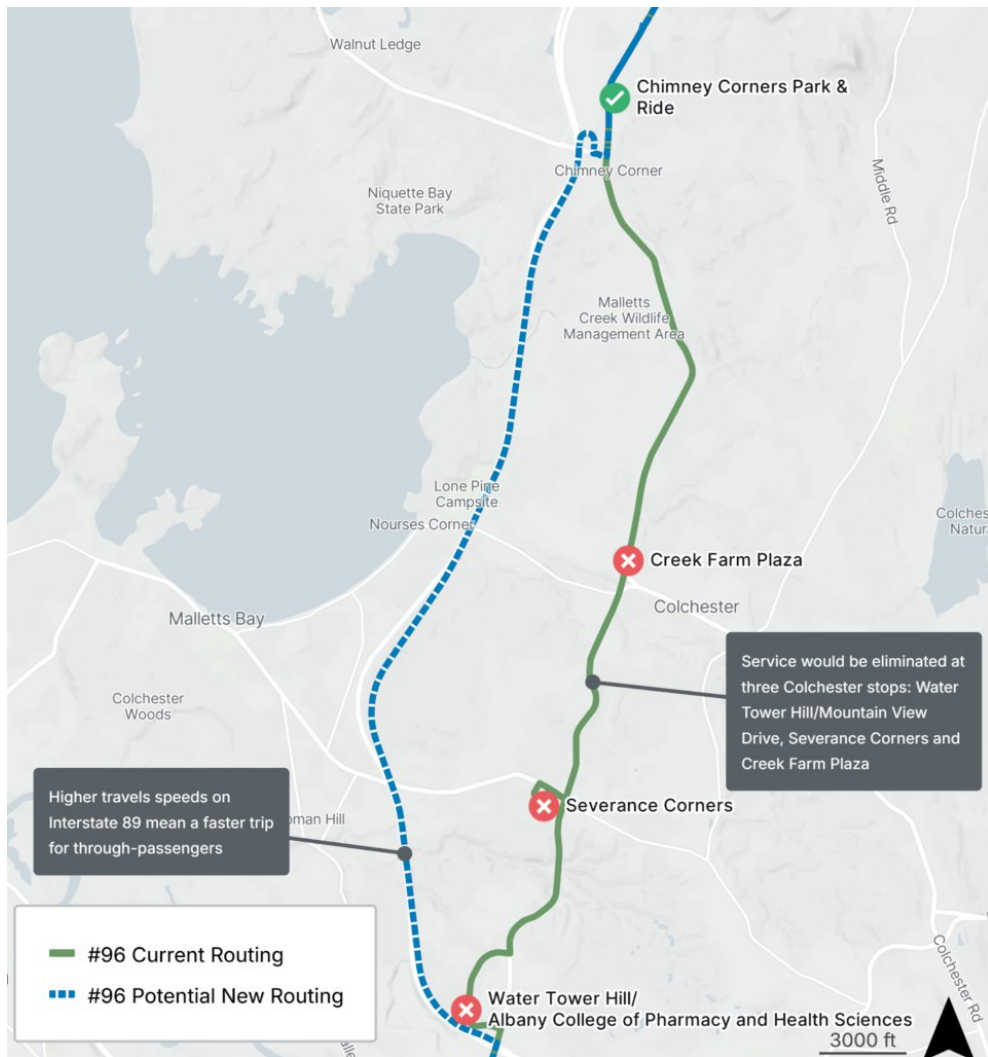 Walnut Ledge
Chimney Corners Park &
Ride
Chimney Corner
Middle Rd
Niquette Bay
State Park
Malletts
Creek Wildlife
Management Area
Lone Pine
Campsite
Nourses Corner
Colches
Natura
Creek Farm Plaza
Colchester
Malletts Bay
Service would be eliminated at
three Colchester stops: Water
Tower Hill/Mountain View
Drive, Severance Corners and
Creek Farm Plaza
Colchester
Woods
Higher travels speeds on
Interstate 89 mean a faster trip
for through-passengers
oman Hill
Severance Corners
#96 Current Routing
#96 Potential New Routing
Water Tower Hill/
Albany College of Pharmacy and Health Sciences
Colchester Rd
3000 ft